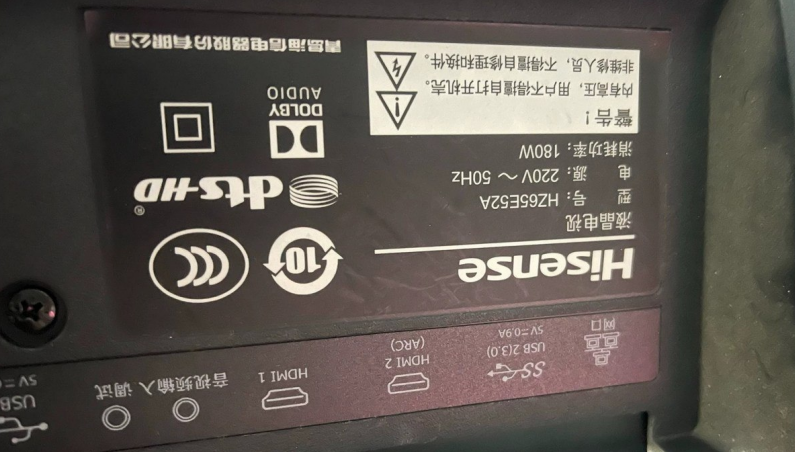 Hisense
液晶电视
型 号：HZ65E52A
电 源：220V ～ 50Hz
消耗功率：180W
警告！
内有高压，用户不得擅自打开机壳。
非维修人员，不得擅自修理和换件。
10
CCC
dts-HD®
DOLBY
AUDIO
青岛海信电器股份有限公司
网口
SS
USB 2(3.0)
5V⎓0.9A
HDMI 2
(ARC)
HDMI 1
音视频输入
调试
USB
5V⎓